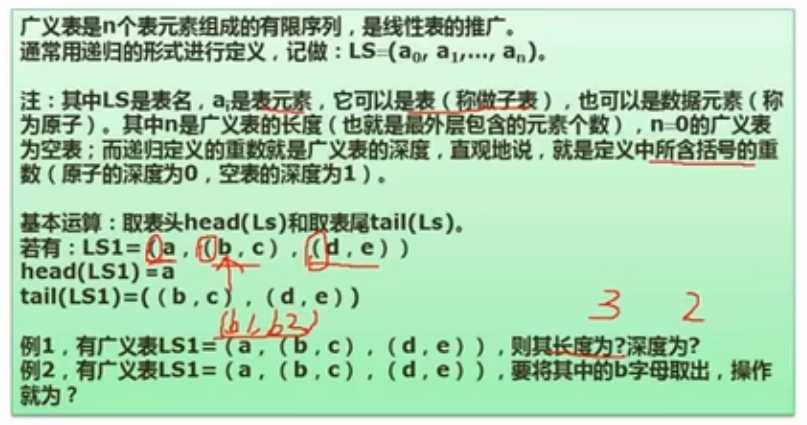 广义表是n个表元素组成的有限序列，是线性表的推广。
通常用递归的形式进行定义，记做：LS=(a₀, a₁,..., aₙ)。
注：其中LS是表名，aᵢ是表元素，它可以是表（称做子表），也可以是数据元素（称
为原子）。其中n是广义表的长度（也就是最外层包含的元素个数），n=0的广义表
为空表；而递归定义的重数就是广义表的深度，直观地说，就是定义中所含括号的重
数（原子的深度为0，空表的深度为1）。
基本运算：取表头head(Ls)和取表尾tail(Ls)。
若有：LS1=（a，（b，c），（d，e））
head(LS1)=a
tail(LS1)=(（b，c），（d，e））
(b1,b2)
3 2
例1，有广义表LS1=（a，（b，c），（d，e）），则其长度为?深度为?
例2，有广义表LS1=（a，（b，c），（d，e）），要将其中的b字母取出，操作
就为？